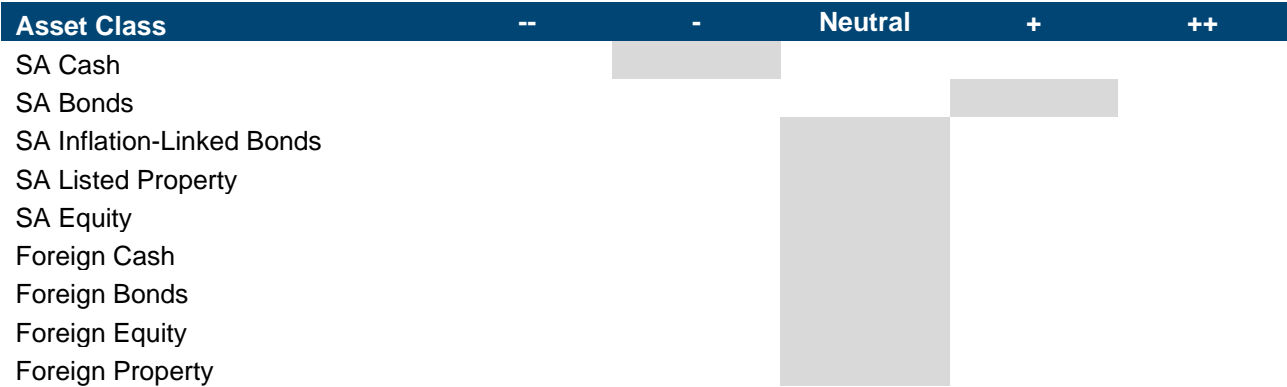 Asset Class -- - Neutral + ++
SA Cash
SA Bonds
SA Inflation-Linked Bonds
SA Listed Property
SA Equity
Foreign Cash
Foreign Bonds
Foreign Equity
Foreign Property